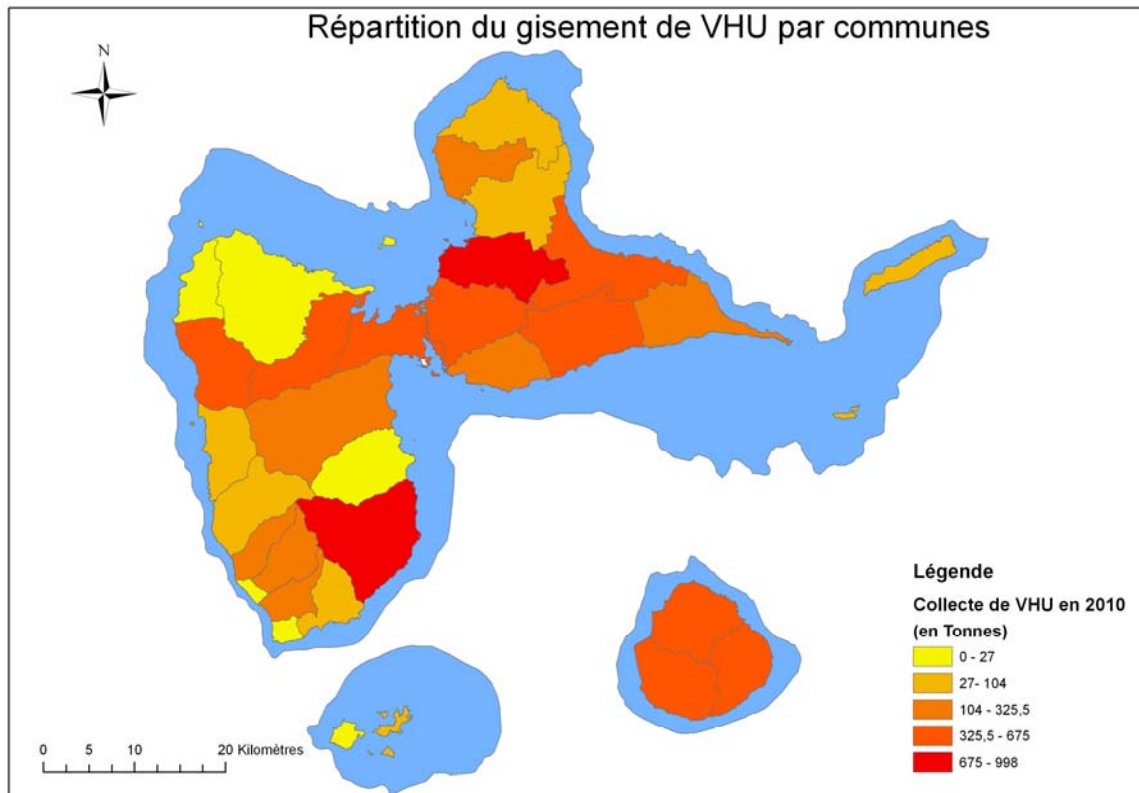 Répartition du gisement de VHU par communes
N
Légende
Collecte de VHU en 2010
(en Tonnes)
0 - 27
27- 104
104 - 325,5
325,5 - 675
675 - 998
0 5 10 20 Kilomètres